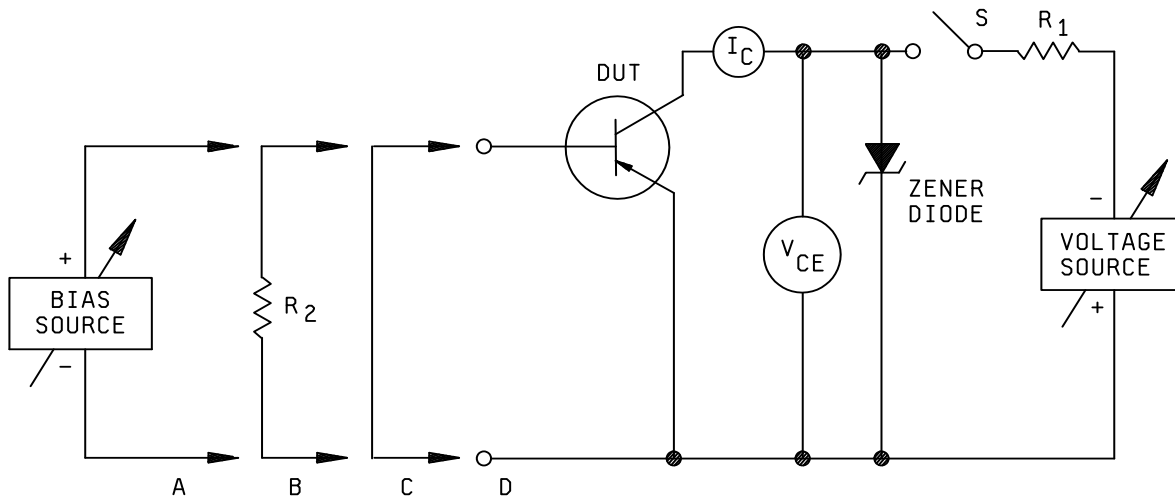 S
R1
IC
DUT
ZENER
DIODE
−
VOLTAGE
SOURCE
+
VCE
+
BIAS
SOURCE
−
R2
A
B
C
D